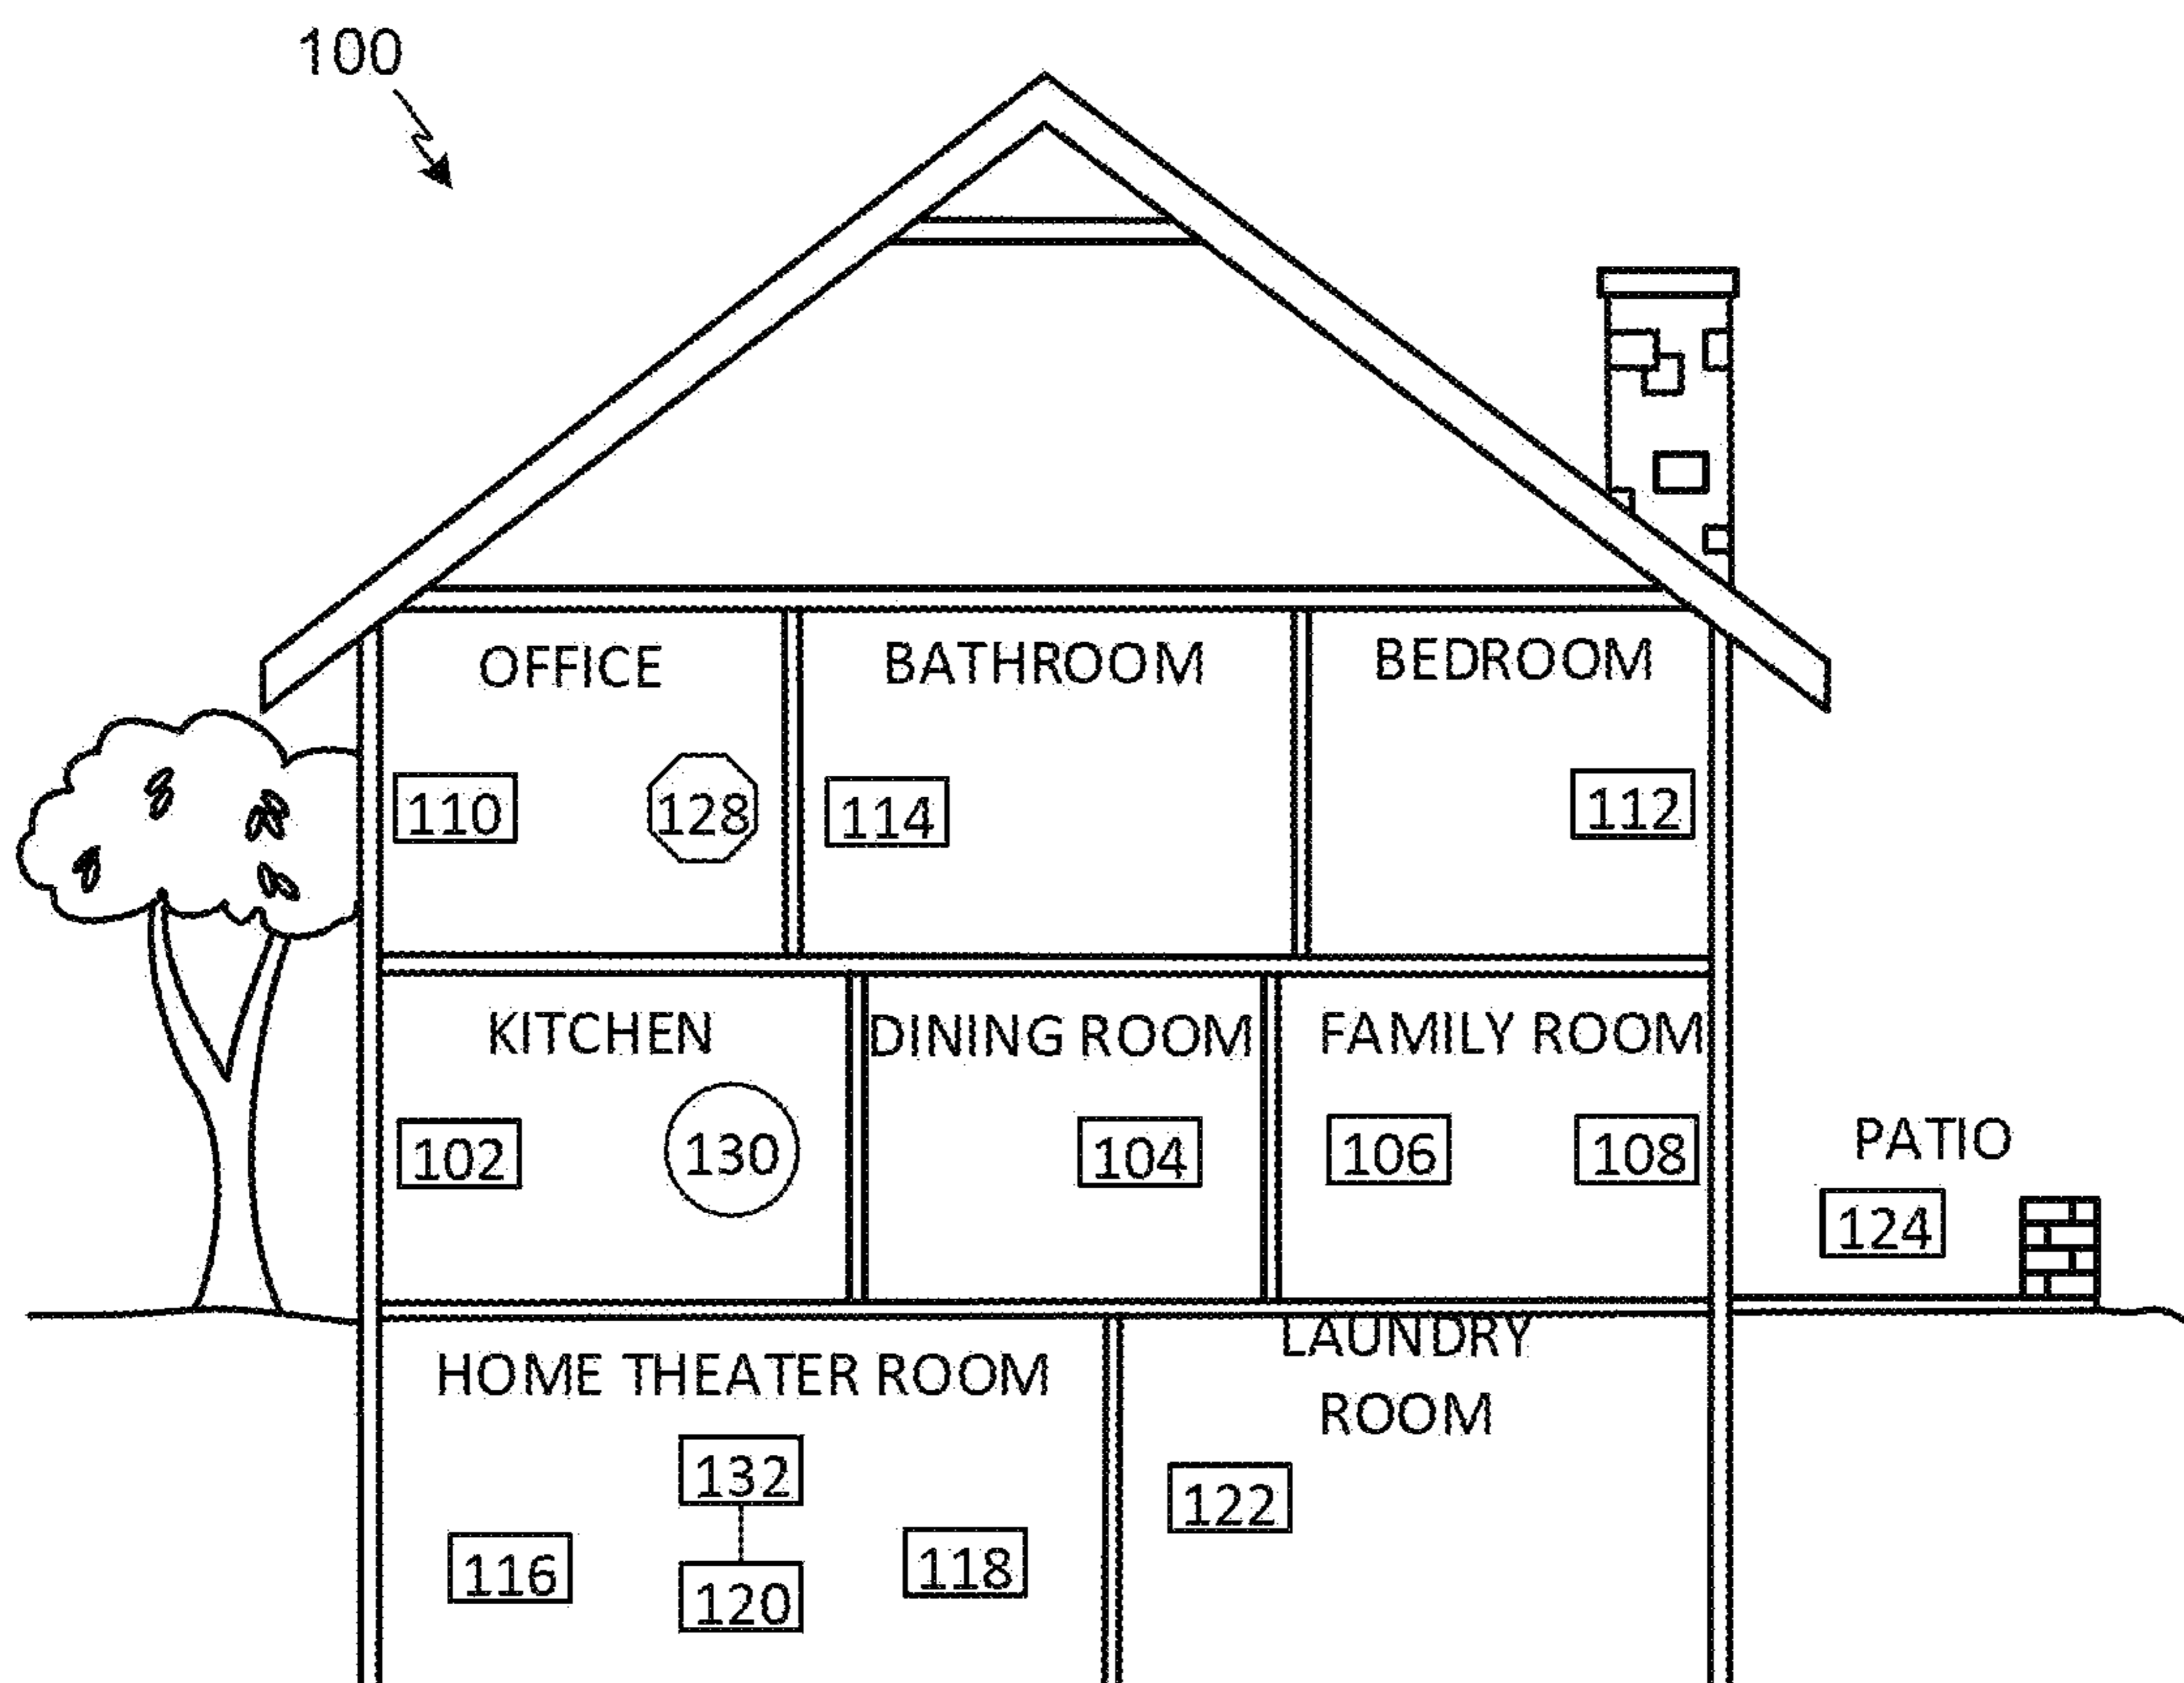 100
OFFICE
BATHROOM
BEDROOM
110
128
114
112
KITCHEN
DINING ROOM
FAMILY ROOM
102
130
104
106
108
PATIO
124
HOME THEATER ROOM
LAUNDRY
ROOM
132
122
116
120
118